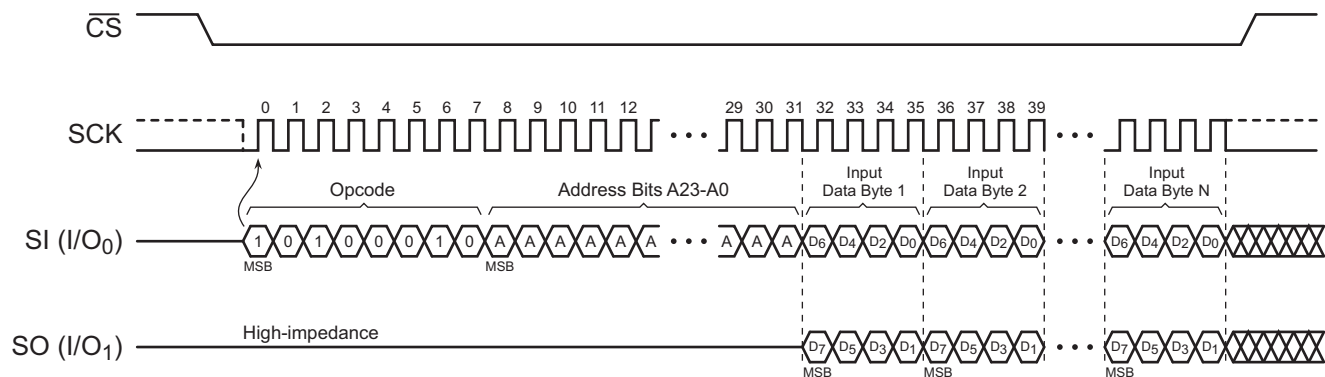 CS
0 1 2 3 4 5 6 7 8 9 10 11 12 29 30 31 32 33 34 35 36 37 38 39
SCK
Opcode
Address Bits A23-A0
Input
Data Byte 1
Input
Data Byte 2
Input
Data Byte N
SI (I/O0)
1 0 1 0 0 0 1 0 A A A A A A A A A D6 D4 D2 D0 D6 D4 D2 D0 D6 D4 D2 D0
MSB MSB
High-impedance
SO (I/O1)
D7 D5 D3 D1 D7 D5 D3 D1 D7 D5 D3 D1
MSB MSB MSB